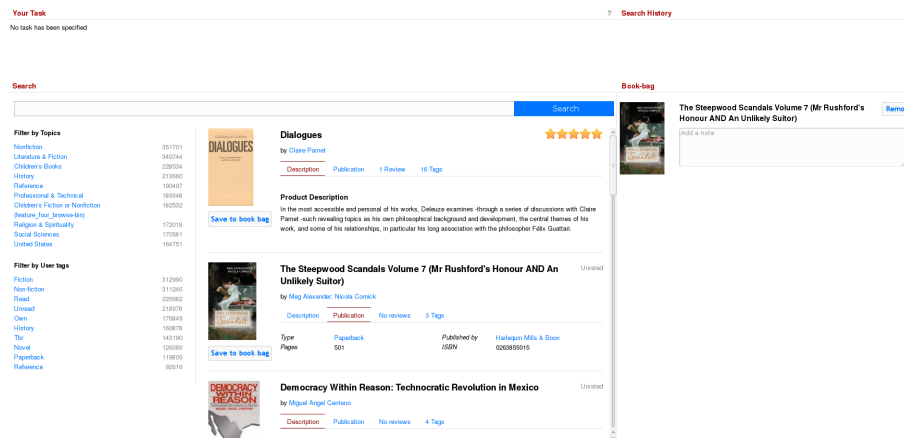 Your Task
?
Search History
No task has been specified
Search
Book-bag
Search
The Steepwood Scandals Volume 7 (Mr Rushford's
Honour AND An Unlikely Suitor)
Remo
Add a note
Filter by Topics
Nonfiction 351701
Literature & Fiction 340744
Children's Books 228534
History 213660
Reference 190497
Professional & Technical 189348
Children's Fiction or Nonfiction 182532
(feature_four_browse-bin)
Religion & Spirituality 172018
Social Sciences 170581
United States 164751
Filter by User tags
Fiction 312990
Non-fiction 311246
Read 225682
Unread 218978
Own 176849
History 160878
Tbr 143190
Novel 126069
Paperback 119809
Reference 92616
DIALOGUES
Save to book bag
Dialogues
by Claire Parnet
Description Publication 1 Review 16 Tags
Product Description
In the most accessible and personal of his works, Deleuze examines -through a series of discussions with Claire
Parnet -such revealing topics as his own philosophical background and development, the central themes of his
work, and some of his relationships, in particular his long association with the philosopher Félix Guattari.
Scandals
Save to book bag
The Steepwood Scandals Volume 7 (Mr Rushford's Honour AND An
Unlikely Suitor)
Unrated
by Meg Alexander; Nicola Cornick
Description Publication No reviews 3 Tags
Type Paperback Published by Harlequin Mills & Boon
Pages 501 ISBN 0263855015
DEMOCRACY
WITHIN
REASON
Democracy Within Reason: Technocratic Revolution in Mexico
Unrated
by Miguel Angel Centeno
Description Publication No reviews 4 Tags